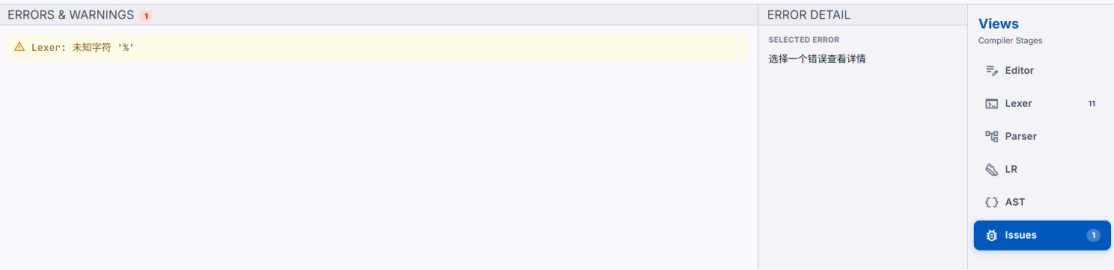 ERRORS & WARNINGS 1
Lexer: 未知字符 '%'
ERROR DETAIL
SELECTED ERROR
选择一个错误查看详情
Views
Compiler Stages
Editor
Lexer 11
Parser
LR
AST
Issues 1